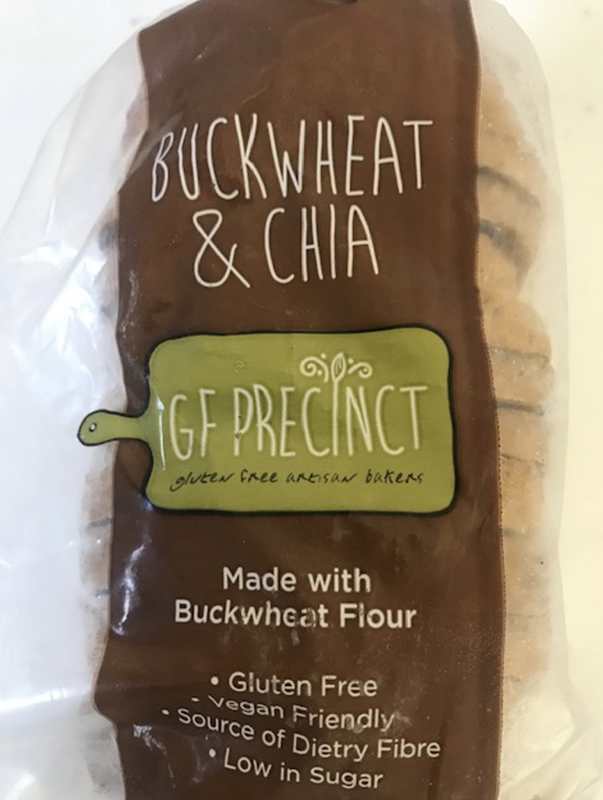 BUCKWHEAT
& CHIA
GF PRECINCT
gluten free artisan bakers
Made with
Buckwheat Flour
• Gluten Free
- Vegan Friendly
• Source of Dietry Fibre
• Low in Sugar